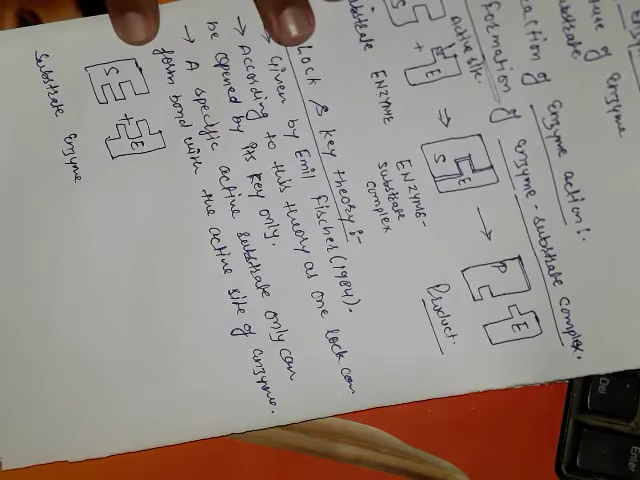 ure of enzyme
substrate.
action of Enzyme action:-
Formation of enzyme-substrate complex.
active site.
S + E ⇒ S E → P E
substrate ENZYME
ENZYME-
substrate
complex
Product.
Lock & key theory:-
→ Given by Emil Fischer (1984).
→ According to this theory as one lock can
be opened by its key only.
→ A specific active substrate only can
form bond with the active site of enzyme.
S + E
Substrate enzyme
Del
Enter